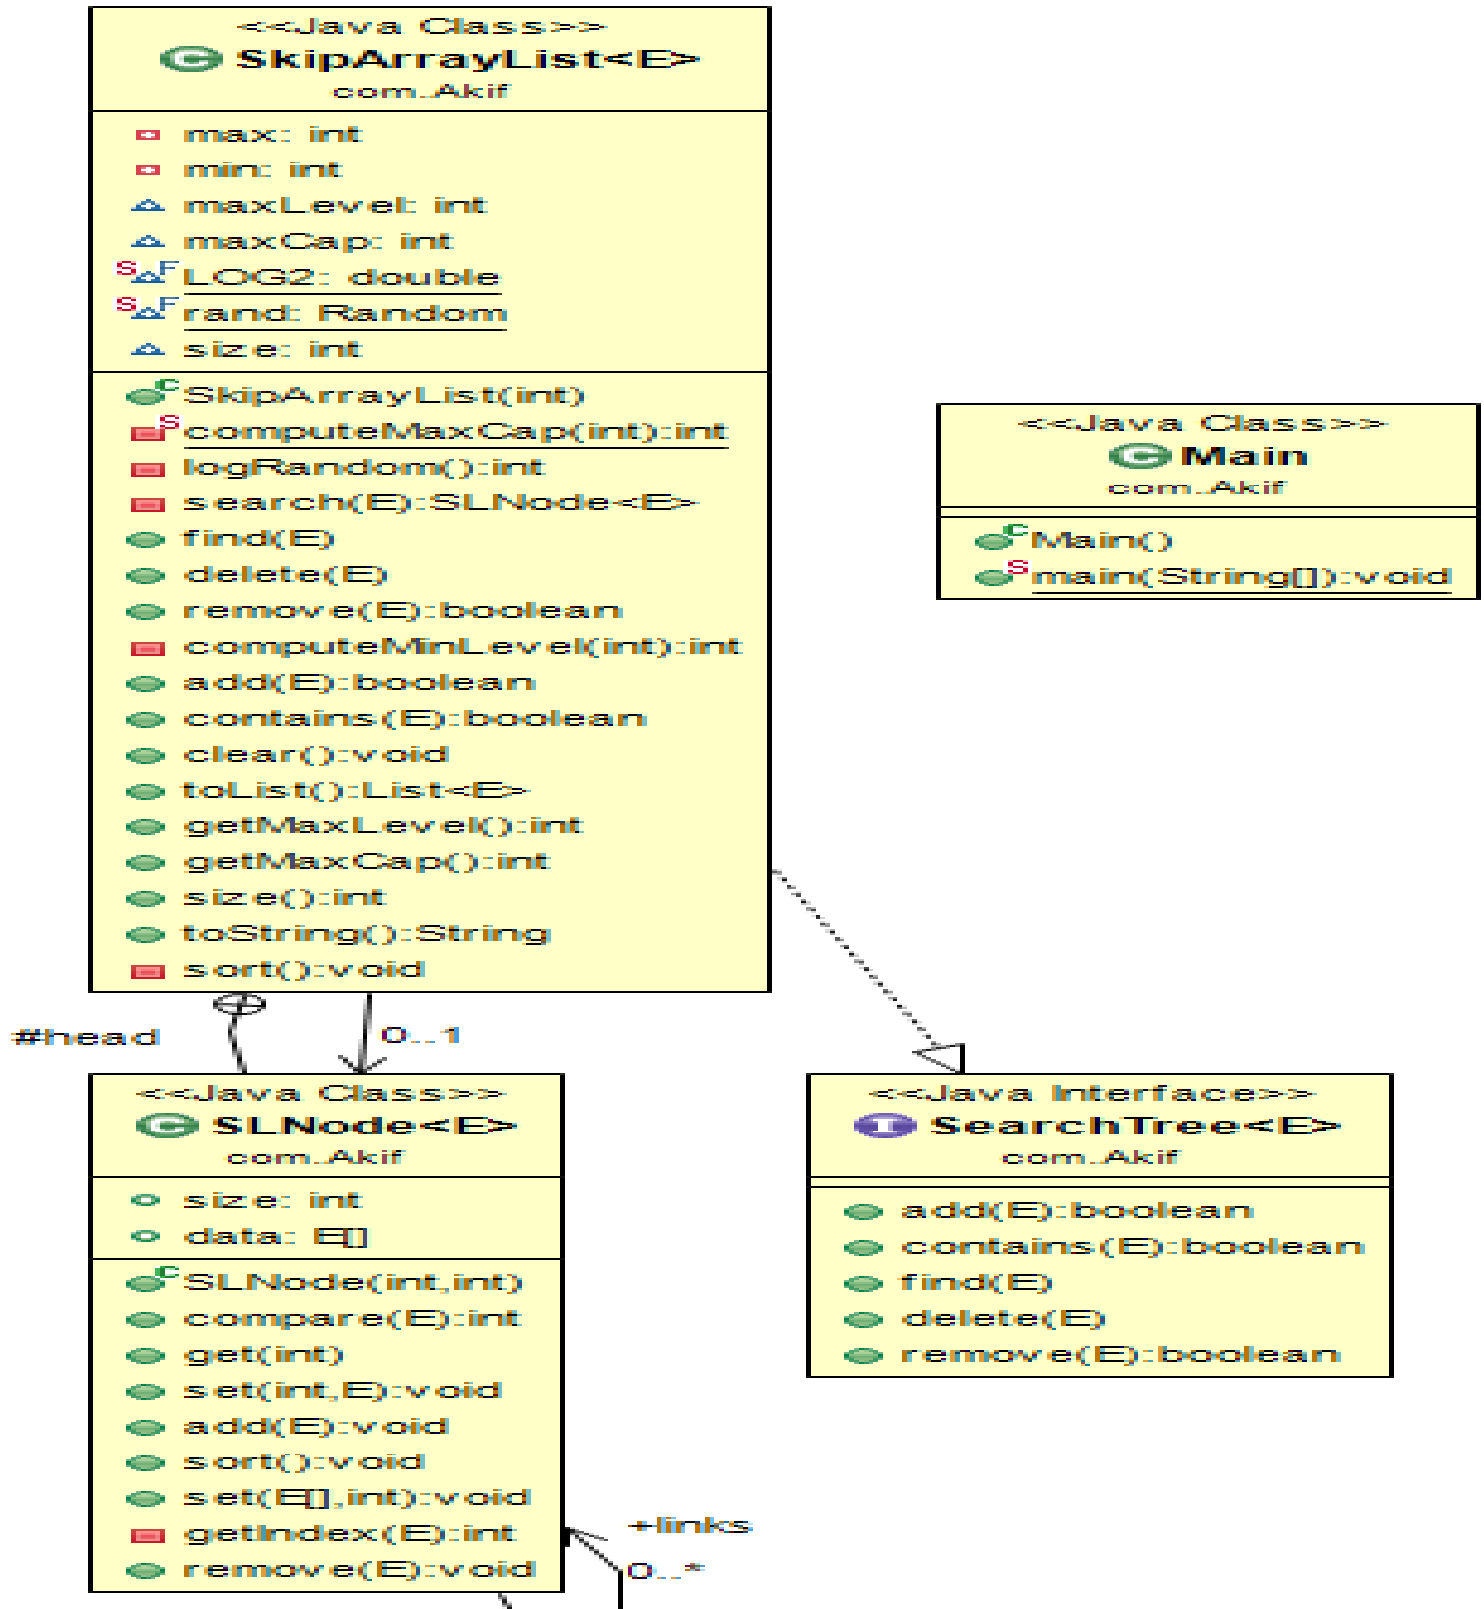 <<Java Class>>
C SkipArrayList<E>
com.Akif
max: int
min: int
maxLevel: int
maxCap: int
S F LOG2: double
S F rand: Random
size: int
C SkipArrayList(int)
S computeMaxCap(int):int
logRandom():int
search(E):SLNode<E>
find(E)
delete(E)
remove(E):boolean
computeMinLevel(int):int
add(E):boolean
contains(E):boolean
clear():void
toList():List<E>
getMaxLevel():int
getMaxCap():int
size():int
toString():String
sort():void
<<Java Class>>
C Main
com.Akif
C Main()
S main(String[]):void
#head
0..1
<<Java Class>>
C SLNode<E>
com.Akif
size: int
data: E[]
C SLNode(int,int)
compare(E):int
get(int)
set(int,E):void
add(E):void
sort():void
set(E[],int):void
getIndex(E):int
remove(E):void
<<Java Interface>>
I SearchTree<E>
com.Akif
add(E):boolean
contains(E):boolean
find(E)
delete(E)
remove(E):boolean
+links
0..*